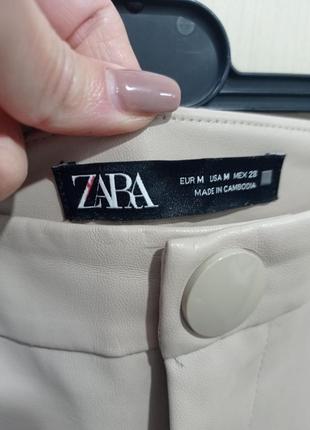 ZARA
EUR M USA M MEX 28
MADE IN CAMBODIA